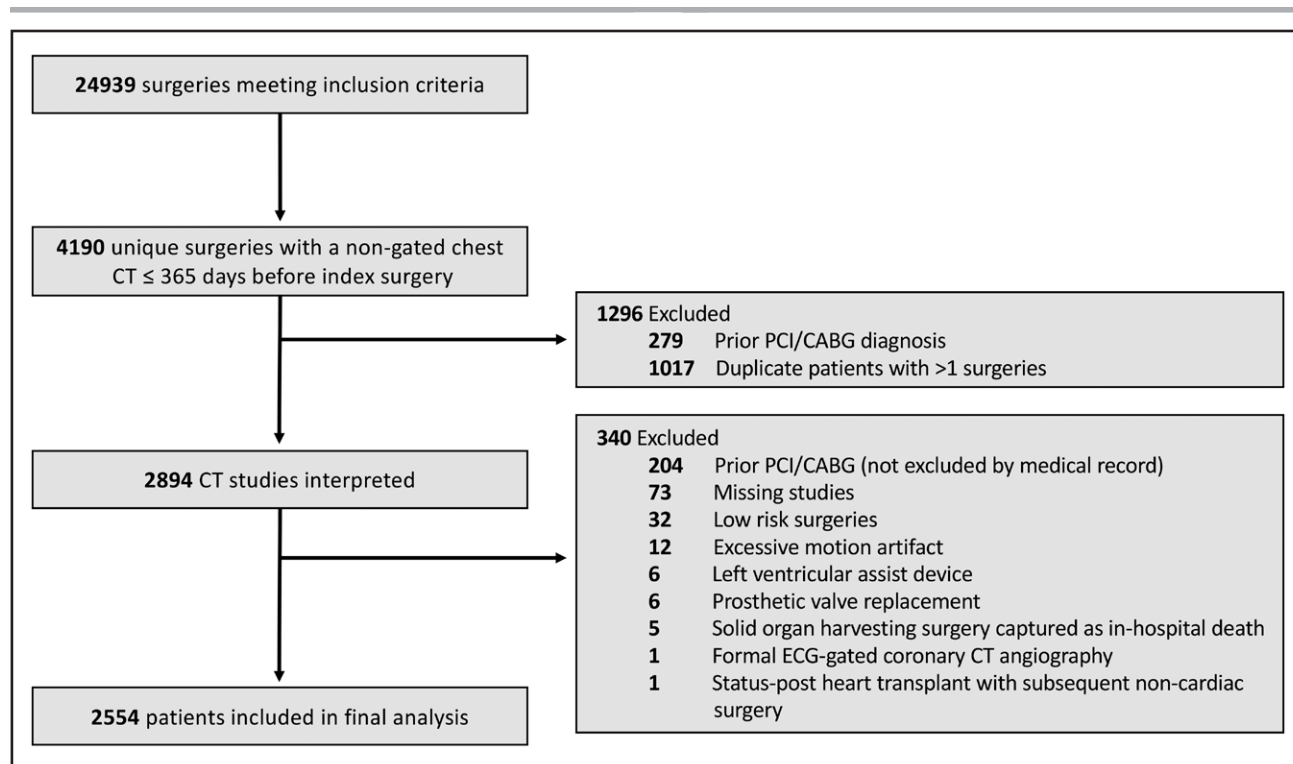 24939 surgeries meeting inclusion criteria
4190 unique surgeries with a non-gated chest
CT ≤ 365 days before index surgery
1296 Excluded
279 Prior PCI/CABG diagnosis
1017 Duplicate patients with >1 surgeries
2894 CT studies interpreted
340 Excluded
204 Prior PCI/CABG (not excluded by medical record)
73 Missing studies
32 Low risk surgeries
12 Excessive motion artifact
6 Left ventricular assist device
6 Prosthetic valve replacement
5 Solid organ harvesting surgery captured as in-hospital death
1 Formal ECG-gated coronary CT angiography
1 Status-post heart transplant with subsequent non-cardiac
surgery
2554 patients included in final analysis